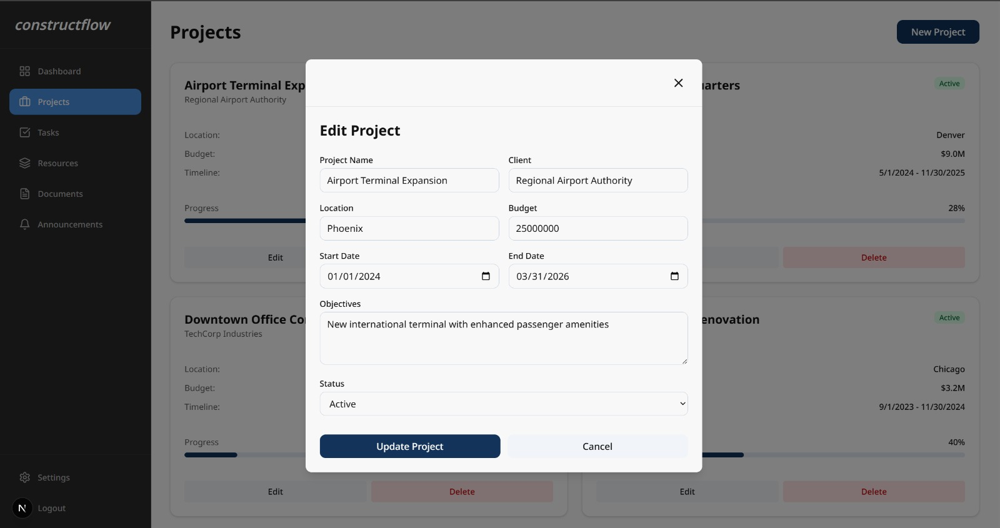 constructflow
Dashboard
Projects
Tasks
Resources
Documents
Announcements
Settings
N
Logout
Projects
New Project
Airport Terminal Exp
Regional Airport Authority
Location:
Budget:
Timeline:
Progress
Edit
uarters
Active
Denver
$9.0M
5/1/2024 - 11/30/2025
28%
Delete
Downtown Office Co
TechCorp Industries
Location:
Budget:
Timeline:
Progress
Edit
Delete
enovation
Active
Chicago
$3.2M
9/1/2023 - 11/30/2024
40%
Edit
Delete
Edit Project
Project Name
Airport Terminal Expansion
Client
Regional Airport Authority
Location
Phoenix
Budget
25000000
Start Date
01/01/2024
End Date
03/31/2026
Objectives
New international terminal with enhanced passenger amenities
Status
Active
Update Project
Cancel